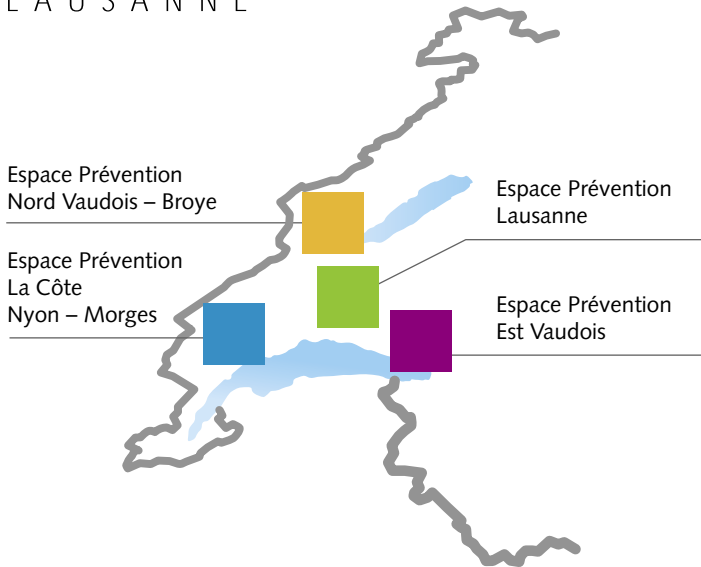 LAUSANNE
Espace Prévention
Nord Vaudois – Broye
Espace Prévention
La Côte
Nyon – Morges
Espace Prévention
Lausanne
Espace Prévention
Est Vaudois